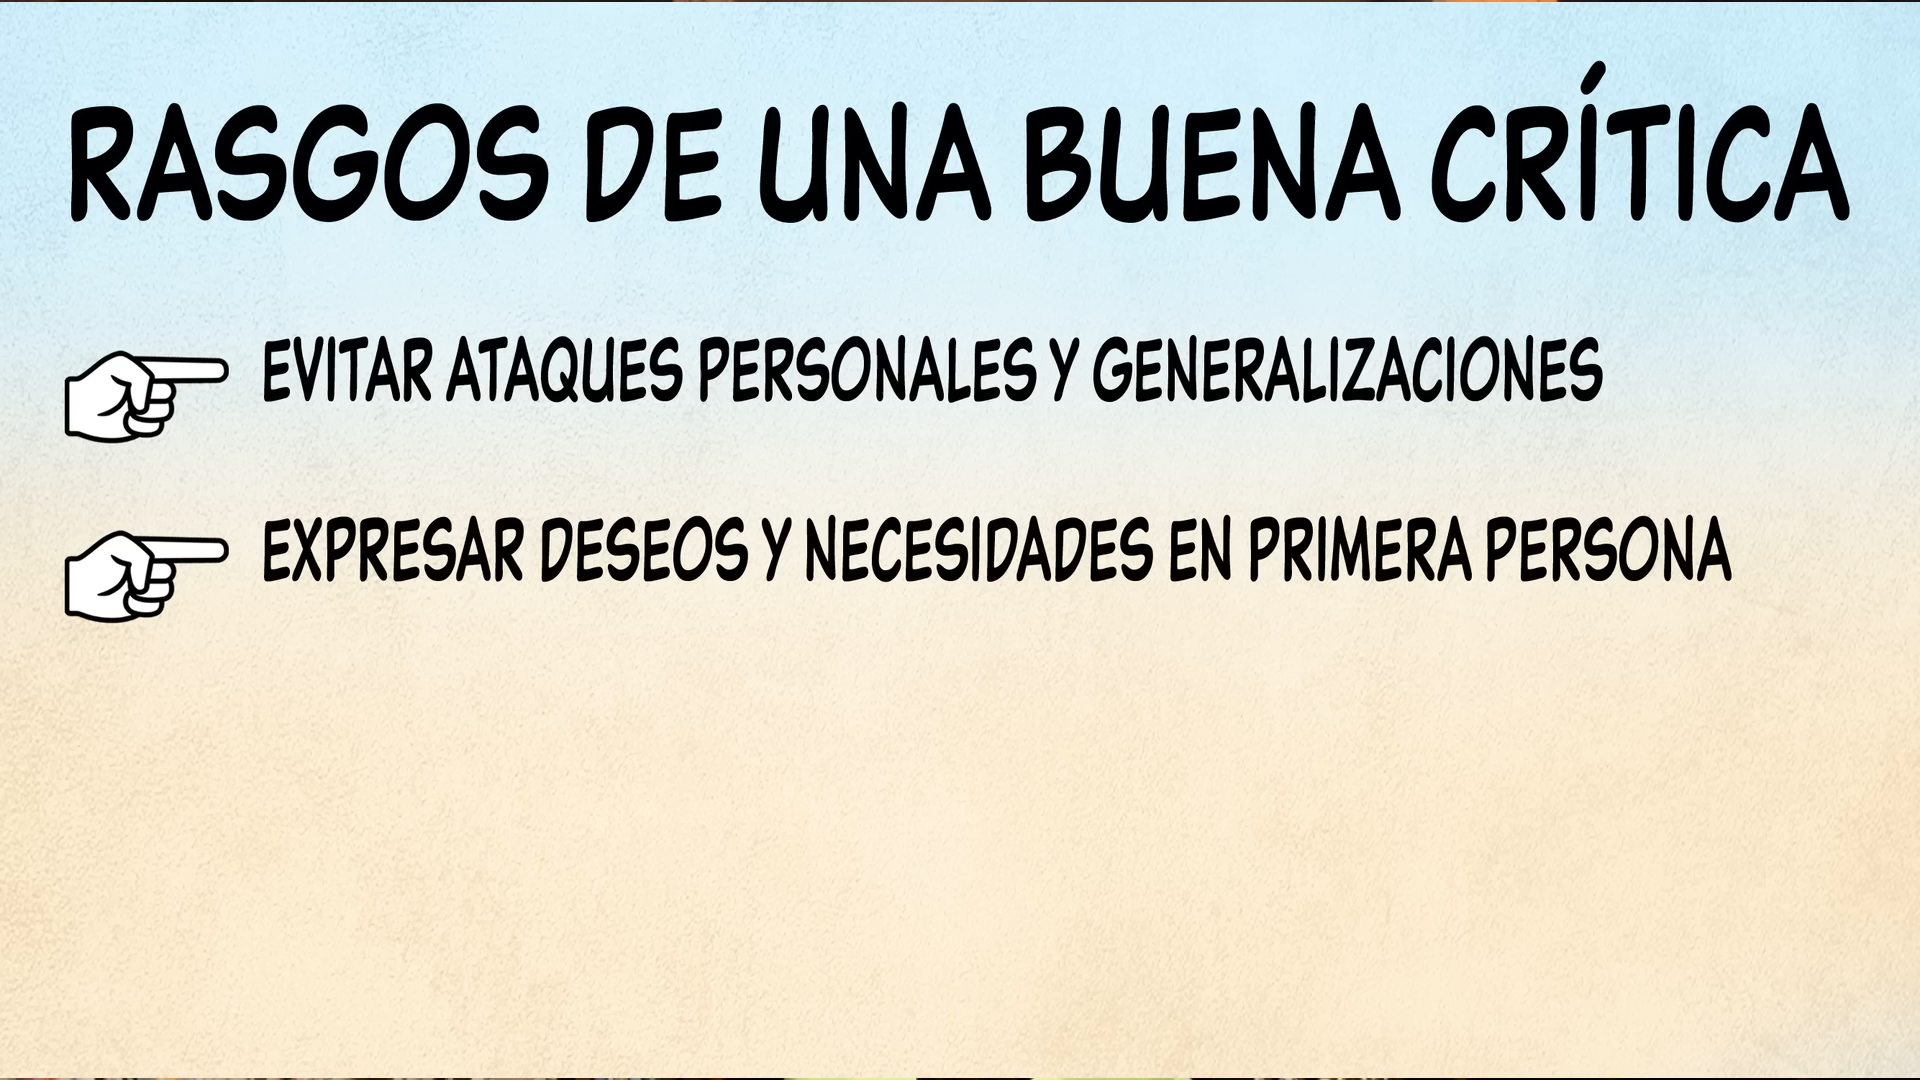 RASGOS DE UNA BUENA CRÍTICA
EVITAR ATAQUES PERSONALES Y GENERALIZACIONES
EXPRESAR DESEOS Y NECESIDADES EN PRIMERA PERSONA